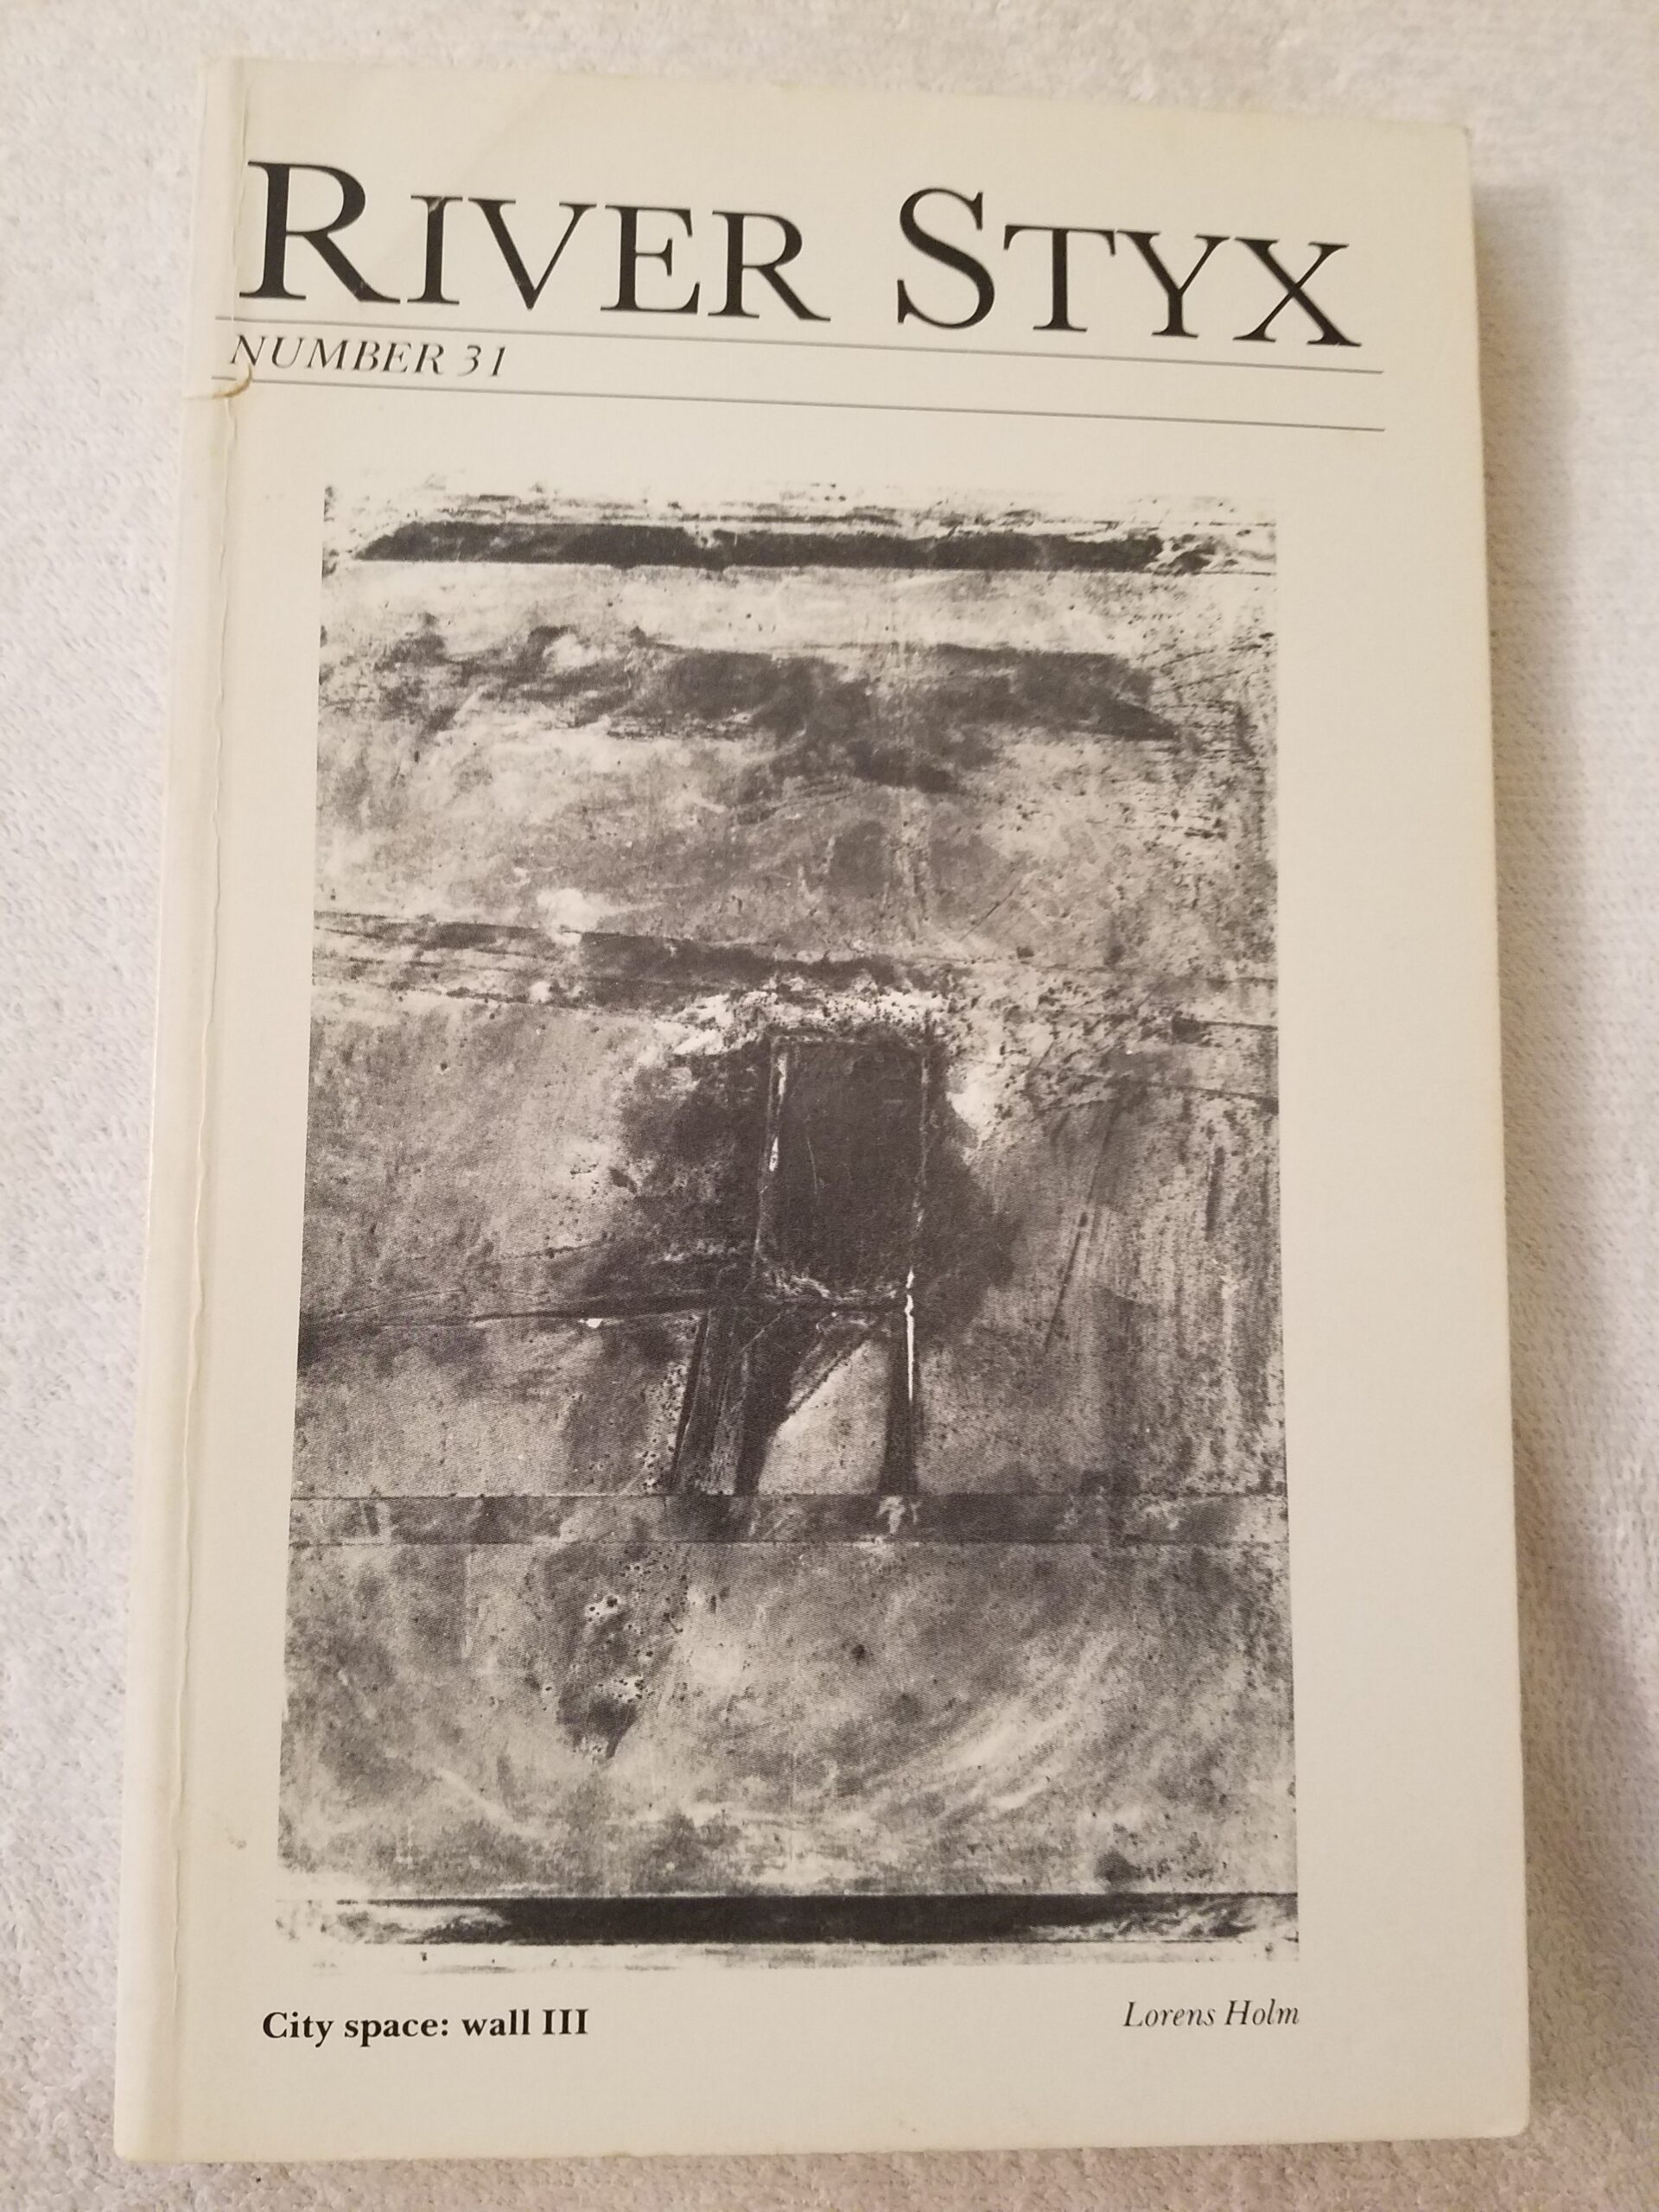 RIVER STYX
NUMBER 31
City space: wall III
Lorens Holm